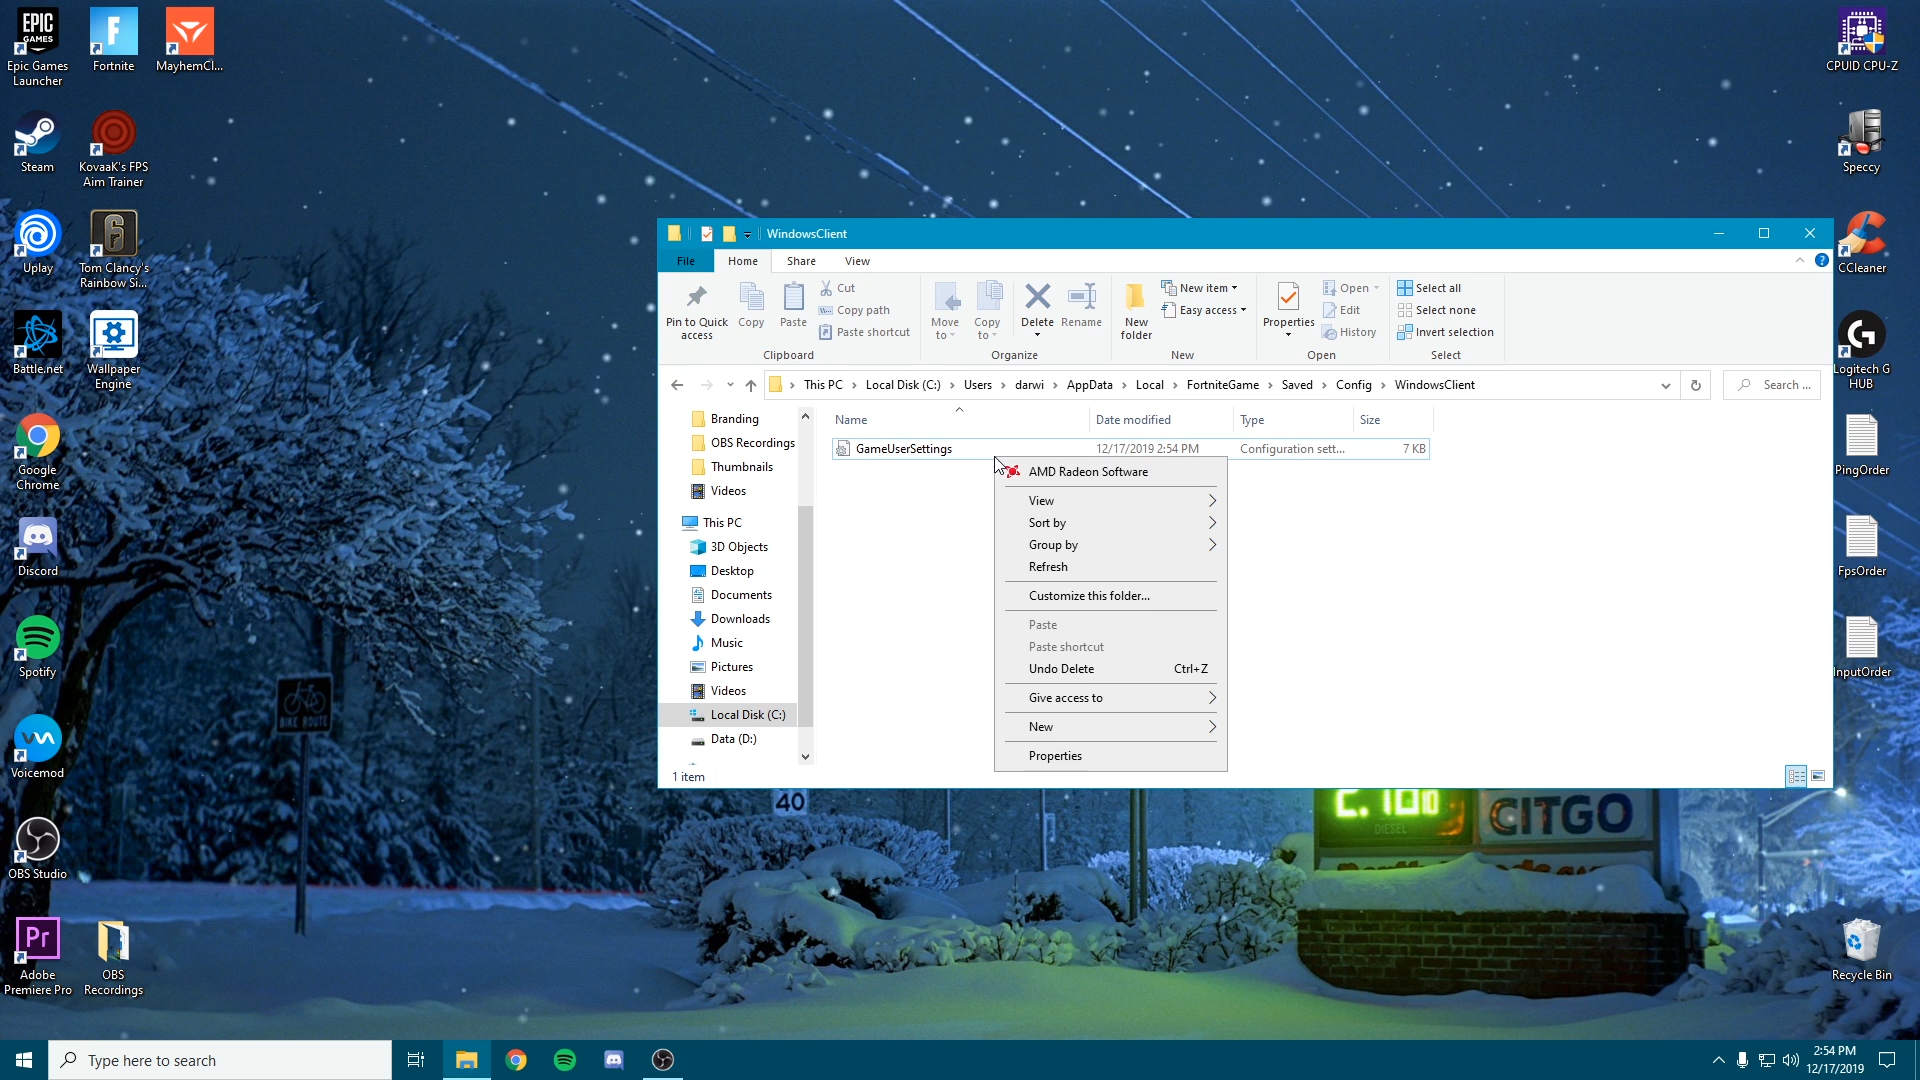 EPIC
GAMES
Epic Games
Launcher
Fortnite
MayhemCl...
Steam
KovaaK's FPS
Aim Trainer
Uplay
Tom Clancy's
Rainbow Si...
Battle.net
Wallpaper
Engine
Google
Chrome
Discord
Spotify
Voicemod
OBS Studio
Pr
Adobe
Premiere Pro
OBS
Recordings
BIKE ROUTE
WindowsClient
File
Home
Share
View
Pin to Quick
access
Copy
Paste
Cut
Copy path
Paste shortcut
Clipboard
Move
to
Copy
to
Delete
Rename
Organize
New
folder
New item
Easy access
New
Properties
Open
Edit
History
Open
Select all
Select none
Invert selection
Select
This PC
Local Disk (C:)
Users
darwi
AppData
Local
FortniteGame
Saved
Config
WindowsClient
Search ...
Branding
OBS Recordings
Thumbnails
Videos
This PC
3D Objects
Desktop
Documents
Downloads
Music
Pictures
Videos
Local Disk (C:)
Data (D:)
Name
Date modified
Type
Size
GameUserSettings
12/17/2019 2:54 PM
Configuration sett...
7 KB
AMD Radeon Software
View
Sort by
Group by
Refresh
Customize this folder...
Paste
Paste shortcut
Undo Delete Ctrl+Z
Give access to
New
Properties
1 item
40
DIESEL
CITGO
CPUID CPU-Z
Speccy
CCleaner
Logitech G
HUB
PingOrder
FpsOrder
InputOrder
Recycle Bin
Type here to search
2:54 PM
12/17/2019